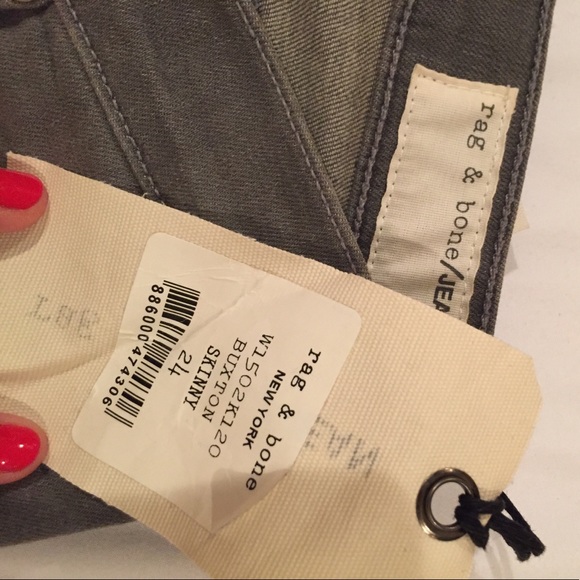 rag & bone/JEA
rag & bone
NEW YORK
W1502K120
BUXTON
SKINNY
24
886000474306